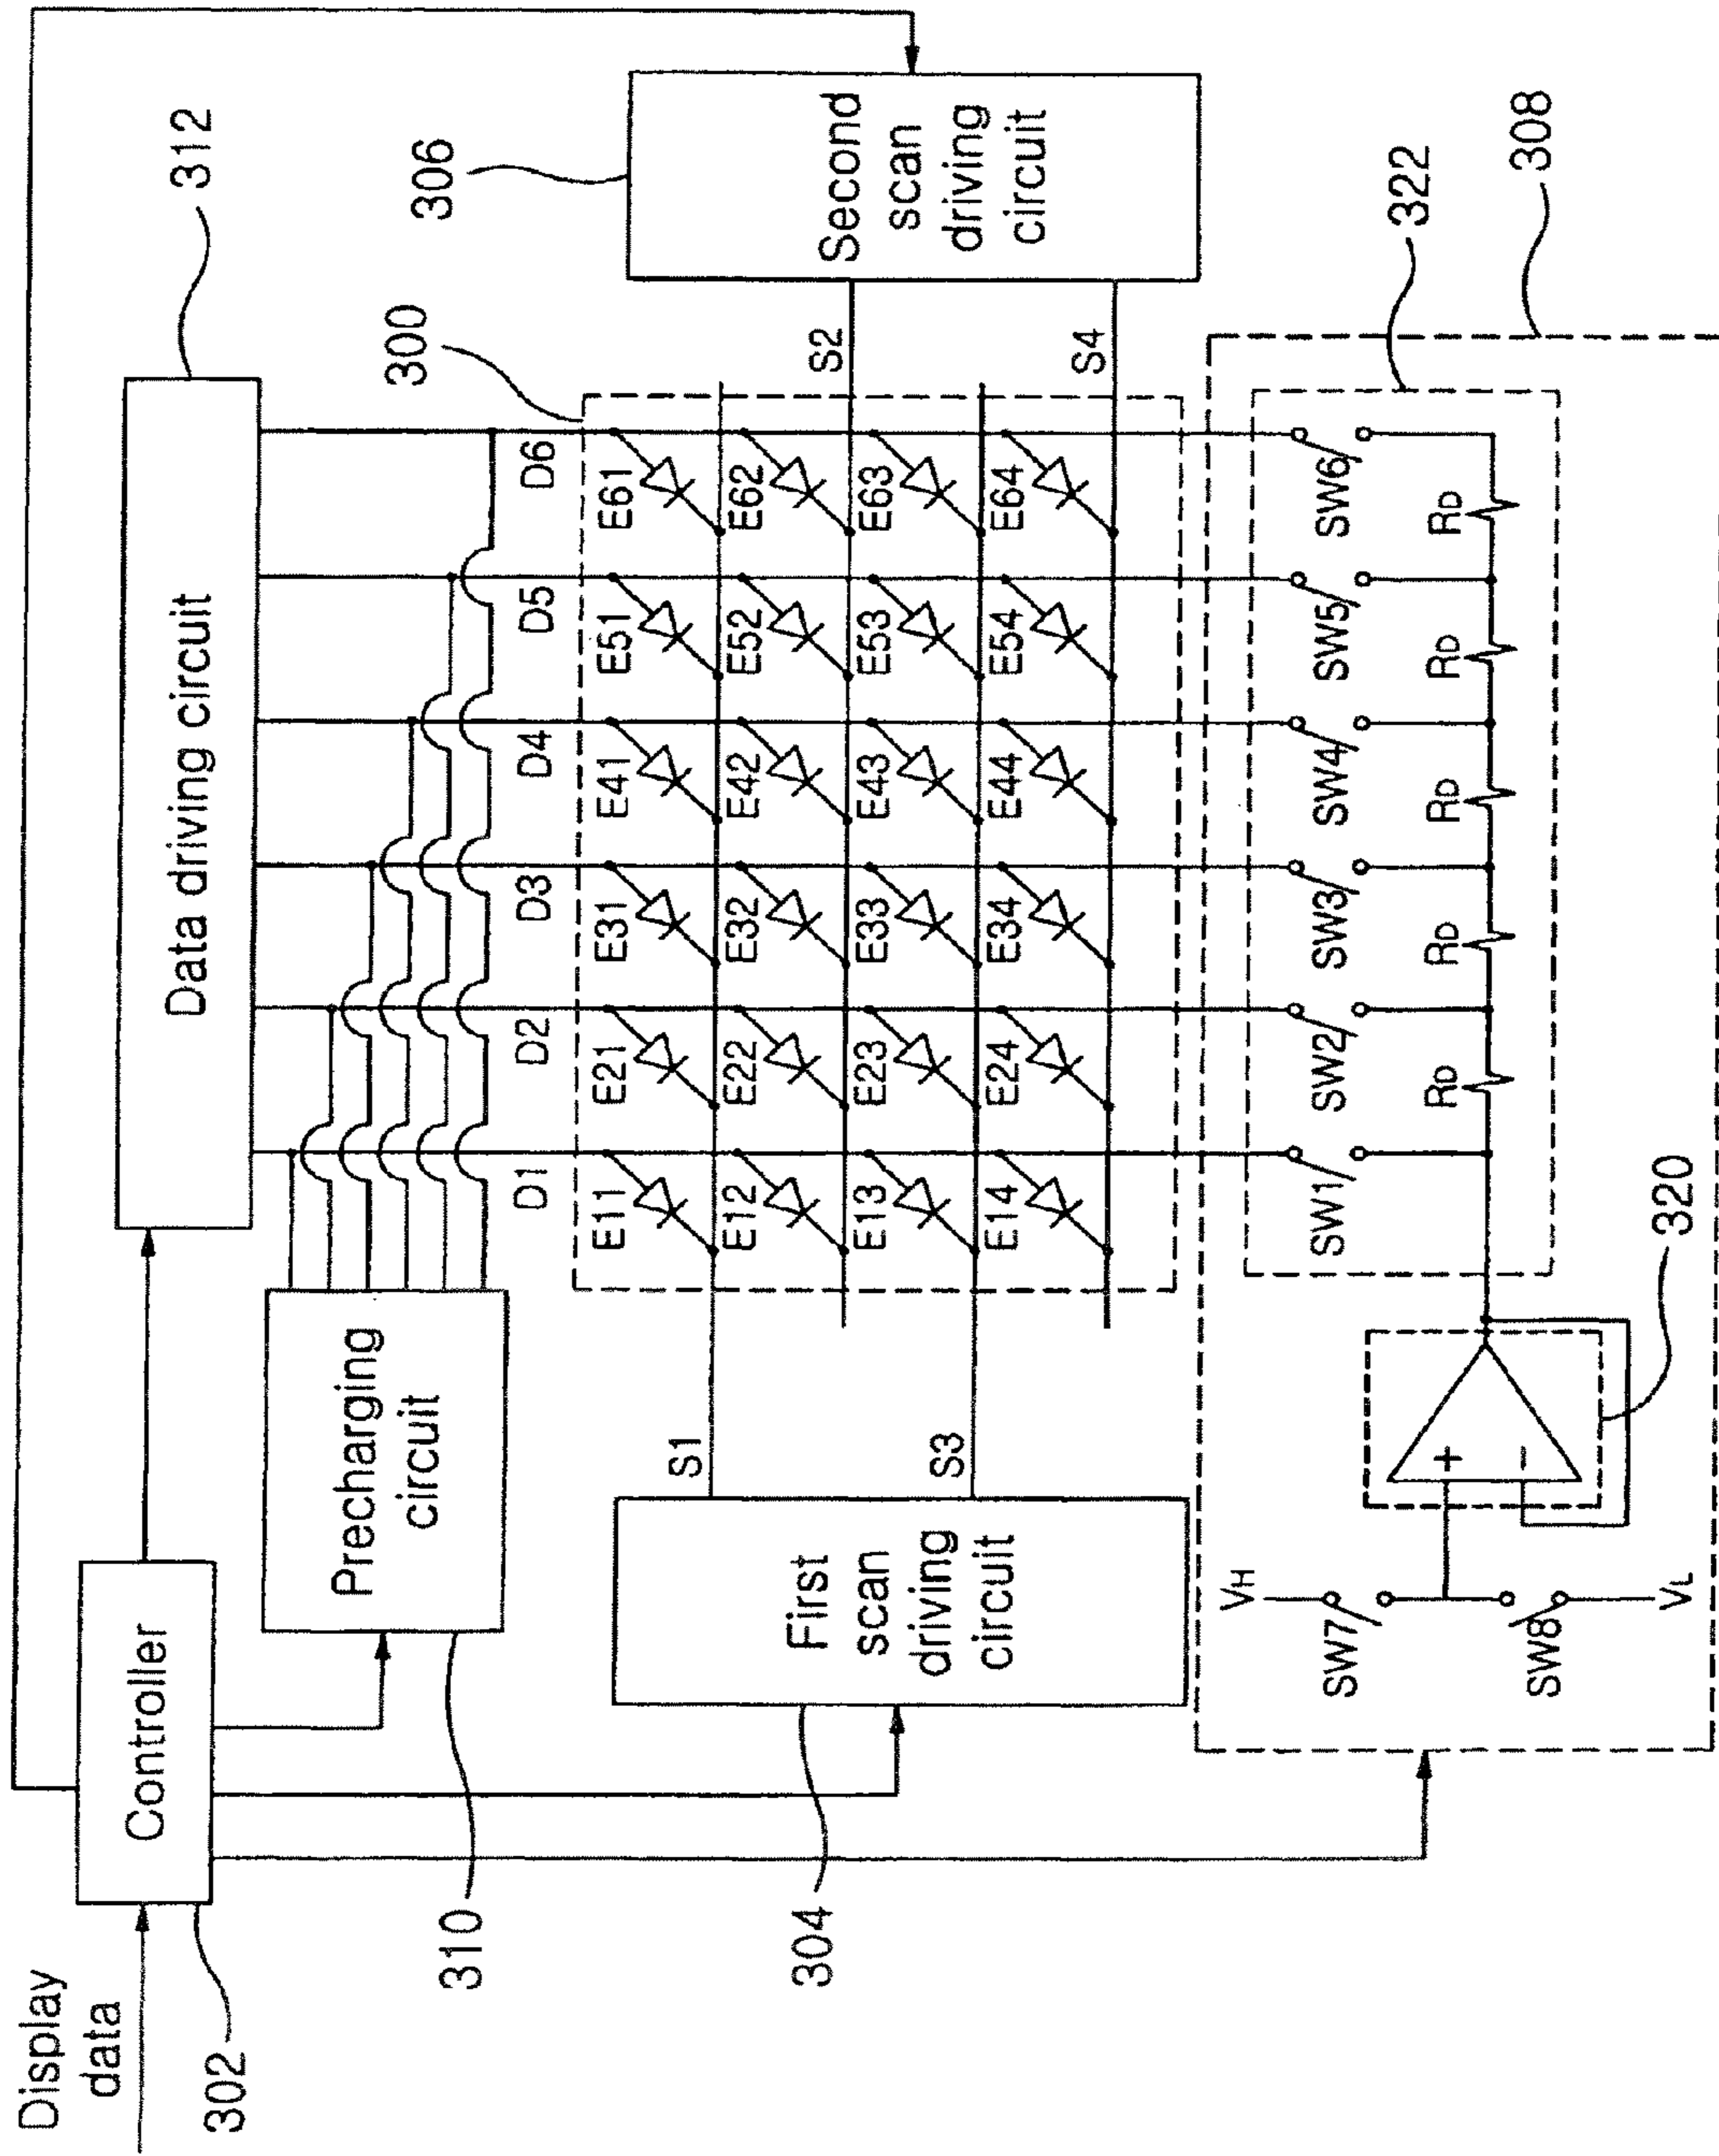 Display
data
302
Controller
Data driving circuit
312
310
Precharging
circuit
300
306
Second
scan
driving
circuit
D1
D2
D3
D4
D5
D6
304
First
scan
driving
circuit
S1
S3
S2
S4
E11
E21
E31
E41
E51
E61
E12
E22
E32
E42
E52
E62
E13
E23
E33
E43
E53
E63
E14
E24
E34
E44
E54
E64
322
308
VH
SW7
SW8
VL
+
−
320
SW1
SW2
SW3
SW4
SW5
SW6
RD
RD
RD
RD
RD